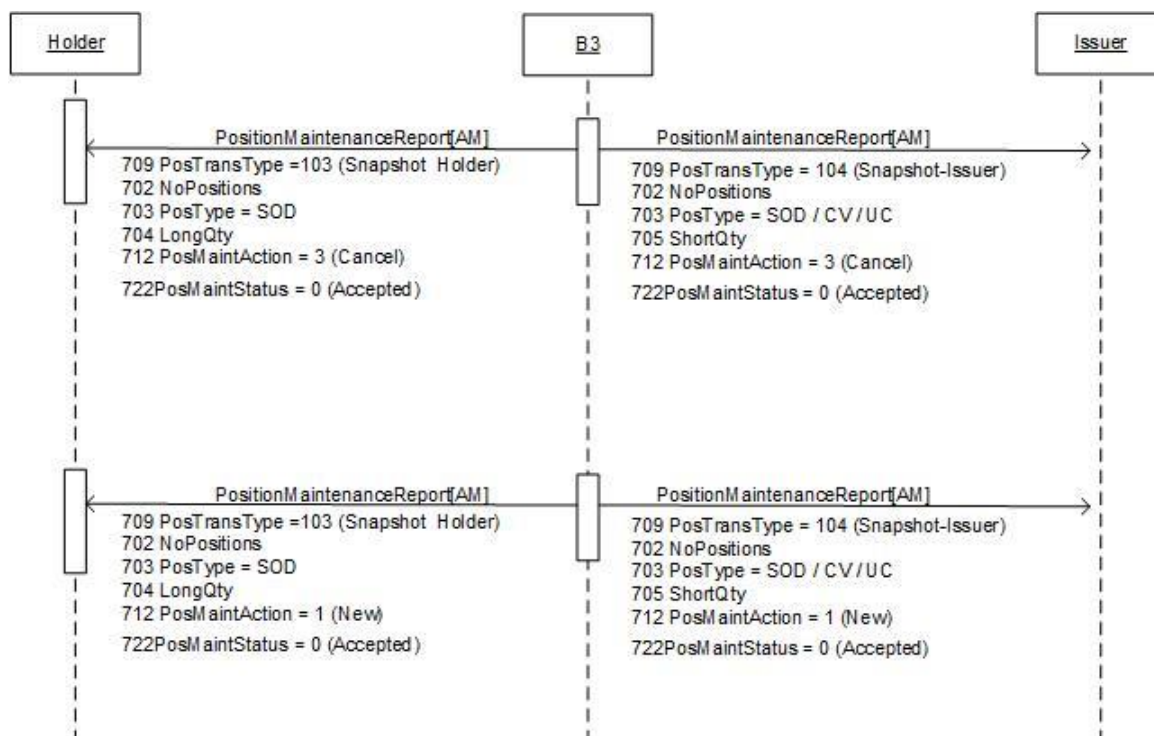 Holder
B3
Issuer
PositionMaintenanceReport[AM]
709 PosTransType =103 (Snapshot Holder)
702 NoPositions
703 PosType = SOD
704 LongQty
712 PosMaintAction = 3 (Cancel)
722PosMaintStatus = 0 (Accepted)
PositionMaintenanceReport[AM]
709 PosTransType = 104 (Snapshot-Issuer)
702 NoPositions
703 PosType = SOD / CV / UC
705 ShortQty
712 PosMaintAction = 3 (Cancel)
722PosMaintStatus = 0 (Accepted)
PositionMaintenanceReport[AM]
709 PosTransType =103 (Snapshot Holder)
702 NoPositions
703 PosType = SOD
704 LongQty
712 PosMaintAction = 1 (New)
722PosMaintStatus = 0 (Accepted)
PositionMaintenanceReport[AM]
709 PosTransType = 104 (Snapshot-Issuer)
702 NoPositions
703 PosType = SOD / CV / UC
705 ShortQty
712 PosMaintAction = 1 (New)
722PosMaintStatus = 0 (Accepted)